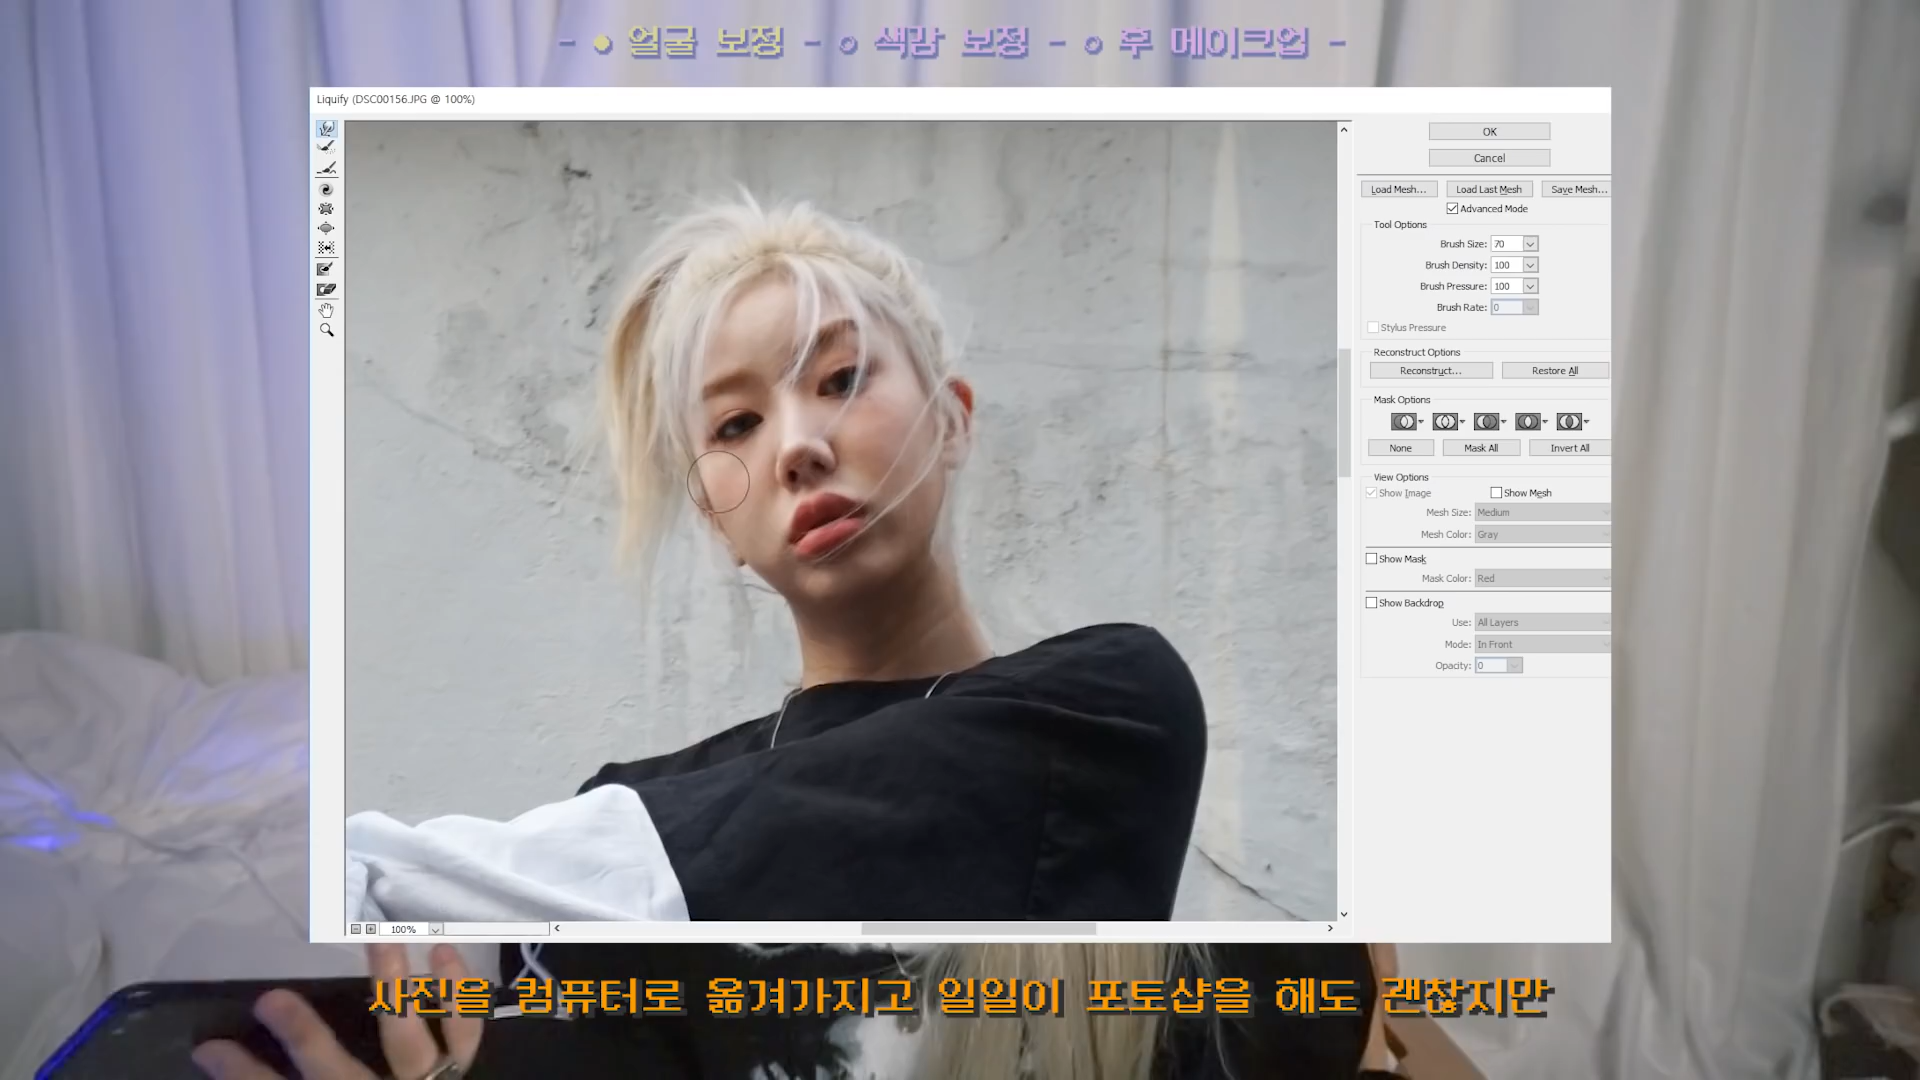 - ● 얼굴 보정 - ○ 색감 보정 - ○ 후 메이크업 -
Liquify (DSC00156.JPG @ 100%)
OK
Cancel
Load Mesh... Load Last Mesh Save Mesh...
Advanced Mode
Tool Options
Brush Size: 70
Brush Density: 100
Brush Pressure: 100
Brush Rate: 0
Stylus Pressure
Reconstruct Options
Reconstruct... Restore All
Mask Options
None Mask All Invert All
View Options
Show Image Show Mesh
Mesh Size: Medium
Mesh Color: Gray
Show Mask
Mask Color: Red
Show Backdrop
Use: All Layers
Mode: In Front
Opacity: 0
100%
사진을 컴퓨터로 옮겨가지고 일일이 포토샵을 해도 괜찮지만